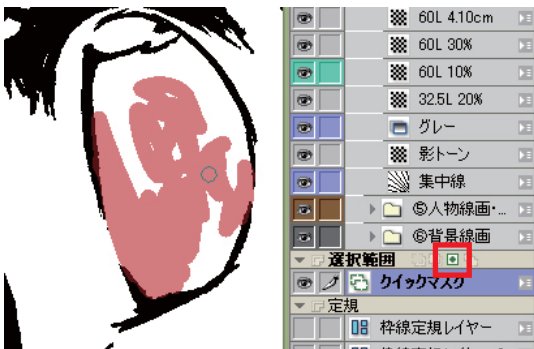 60L 4.10cm
60L 30%
60L 10%
32.5L 20%
グレー
影トーン
集中線
⑤人物線画・...
⑥背景線画
選択範囲
クイックマスク
定規
枠線定規レイヤー